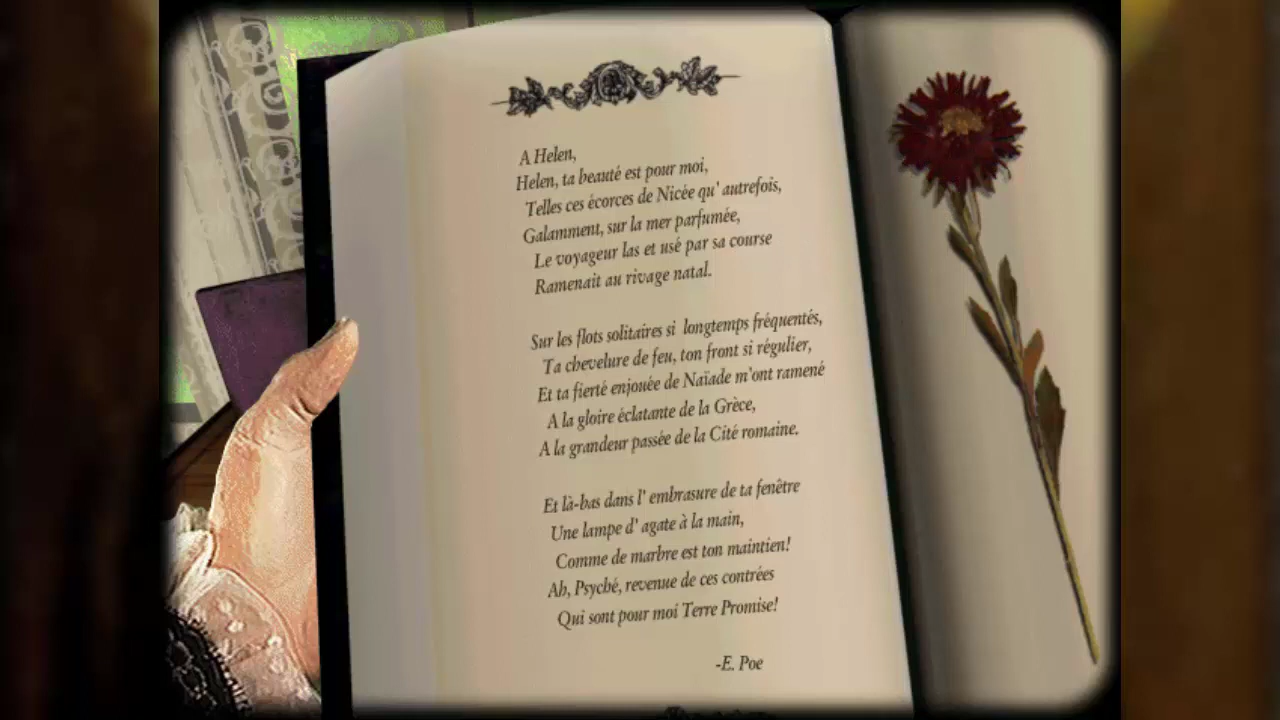 A Helen,
Helen, ta beauté est pour moi,
Telles ces écorces de Nicée qu' autrefois,
Galamment, sur la mer parfumée,
Le voyageur las et usé par sa course
Ramenait au rivage natal.
Sur les flots solitaires si longtemps fréquentés,
Ta chevelure de feu, ton front si régulier,
Et ta fierté enjouée de Naïade m'ont ramené
A la gloire éclatante de la Grèce,
A la grandeur passée de la Cité romaine.
Et là-bas dans l' embrasure de ta fenêtre
Une lampe d' agate à la main,
Comme de marbre est ton maintien!
Ah, Psyché, revenue de ces contrées
Qui sont pour moi Terre Promise!
-E. Poe